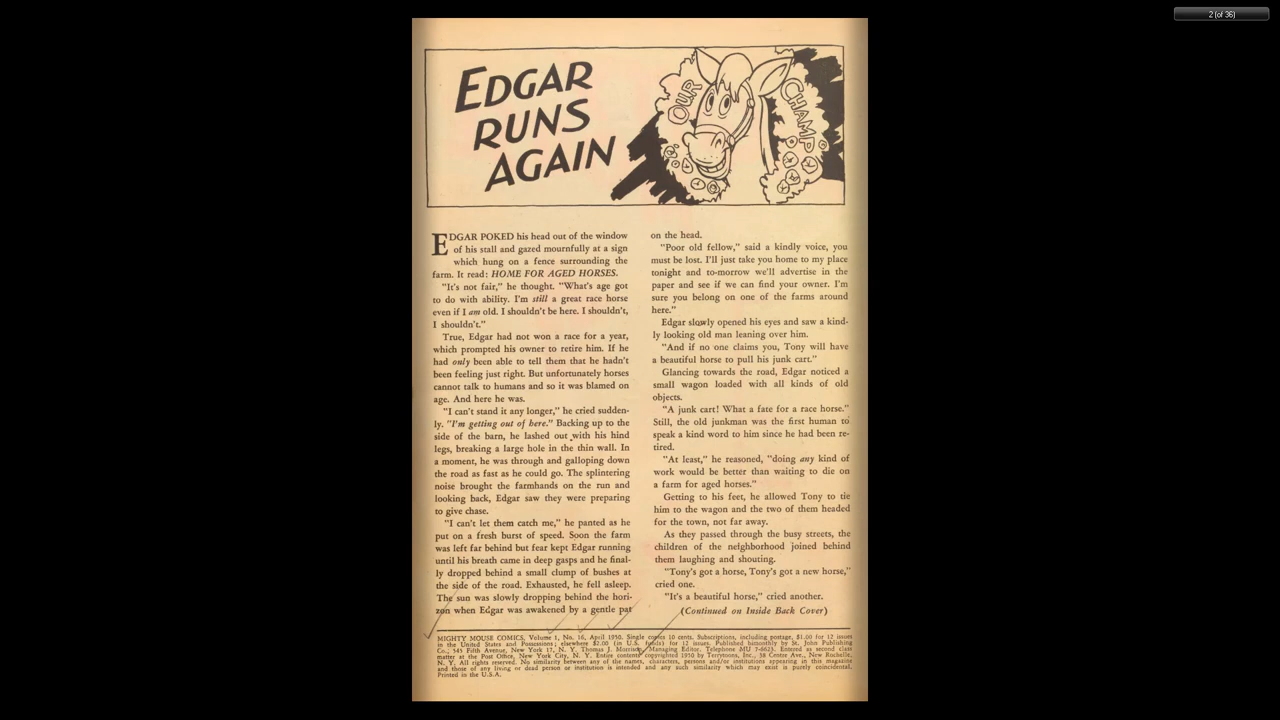 2 (of 36)
EDGAR
RUNS
AGAIN
OUR
CHAMP
EDGAR POKED his head out of the window
of his stall and gazed mournfully at a sign
which hung on a fence surrounding the
farm. It read: HOME FOR AGED HORSES.
"It's not fair," he thought. "What's age got
to do with ability. I'm still a great race horse
even if I am old. I shouldn't be here. I shouldn't,
I shouldn't."
True, Edgar had not won a race for a year,
which prompted his owner to retire him. If he
had only been able to tell them that he hadn't
been feeling just right. But unfortunately horses
cannot talk to humans and so it was blamed on
age. And here he was.
"I can't stand it any longer," he cried sudden-
ly. "I'm getting out of here." Backing up to the
side of the barn, he lashed out with his hind
legs, breaking a large hole in the thin wall. In
a moment, he was through and galloping down
the road as fast as he could go. The splintering
noise brought the farmhands on the run and
looking back, Edgar saw they were preparing
to give chase.
"I can't let them catch me," he panted as he
put on a fresh burst of speed. Soon the farm
was left far behind but fear kept Edgar running
until his breath came in deep gasps and he final-
ly dropped behind a small clump of bushes at
the side of the road. Exhausted, he fell asleep.
The sun was slowly dropping behind the hori-
zon when Edgar was awakened by a gentle pat
on the head.
"Poor old fellow," said a kindly voice, you
must be lost. I'll just take you home to my place
tonight and to-morrow we'll advertise in the
paper and see if we can find your owner. I'm
sure you belong on one of the farms around
here."
Edgar slowly opened his eyes and saw a kind-
ly looking old man leaning over him.
"And if no one claims you, Tony will have
a beautiful horse to pull his junk cart."
Glancing towards the road, Edgar noticed a
small wagon loaded with all kinds of old
objects.
"A junk cart! What a fate for a race horse."
Still, the old junkman was the first human to
speak a kind word to him since he had been re-
tired.
"At least," he reasoned, "doing any kind of
work would be better than waiting to die on
a farm for aged horses."
Getting to his feet, he allowed Tony to tie
him to the wagon and the two of them headed
for the town, not far away.
As they passed through the busy streets, the
children of the neighborhood joined behind
them laughing and shouting.
"Tony's got a horse, Tony's got a new horse,"
cried one.
"It's a beautiful horse," cried another.
(Continued on Inside Back Cover)
MIGHTY MOUSE COMICS, Volume 1, No. 16, April 1950. Single copies 10 cents. Subscriptions, including postage, $1.00 for 12 issues
in the United States and Possessions; elsewhere $2.00 (in U.S. funds) for 12 issues. Published bimonthly by St. John Publishing
Co., 545 Fifth Avenue, New York 17, N. Y. Thomas J. Morrison, Managing Editor. Telephone MU 7-6623. Entered as second class
matter at the Post Office, New York City, N. Y. Entire contents copyrighted 1950 by Terrytoons, Inc., 38 Center Ave., New Rochelle,
N. Y. All rights reserved. No similarity between any of the names, characters, persons and/or institutions appearing in this magazine
and those of any living or dead person or institution is intended and any such similarity which may exist is purely coincidental.
Printed in the U.S.A.